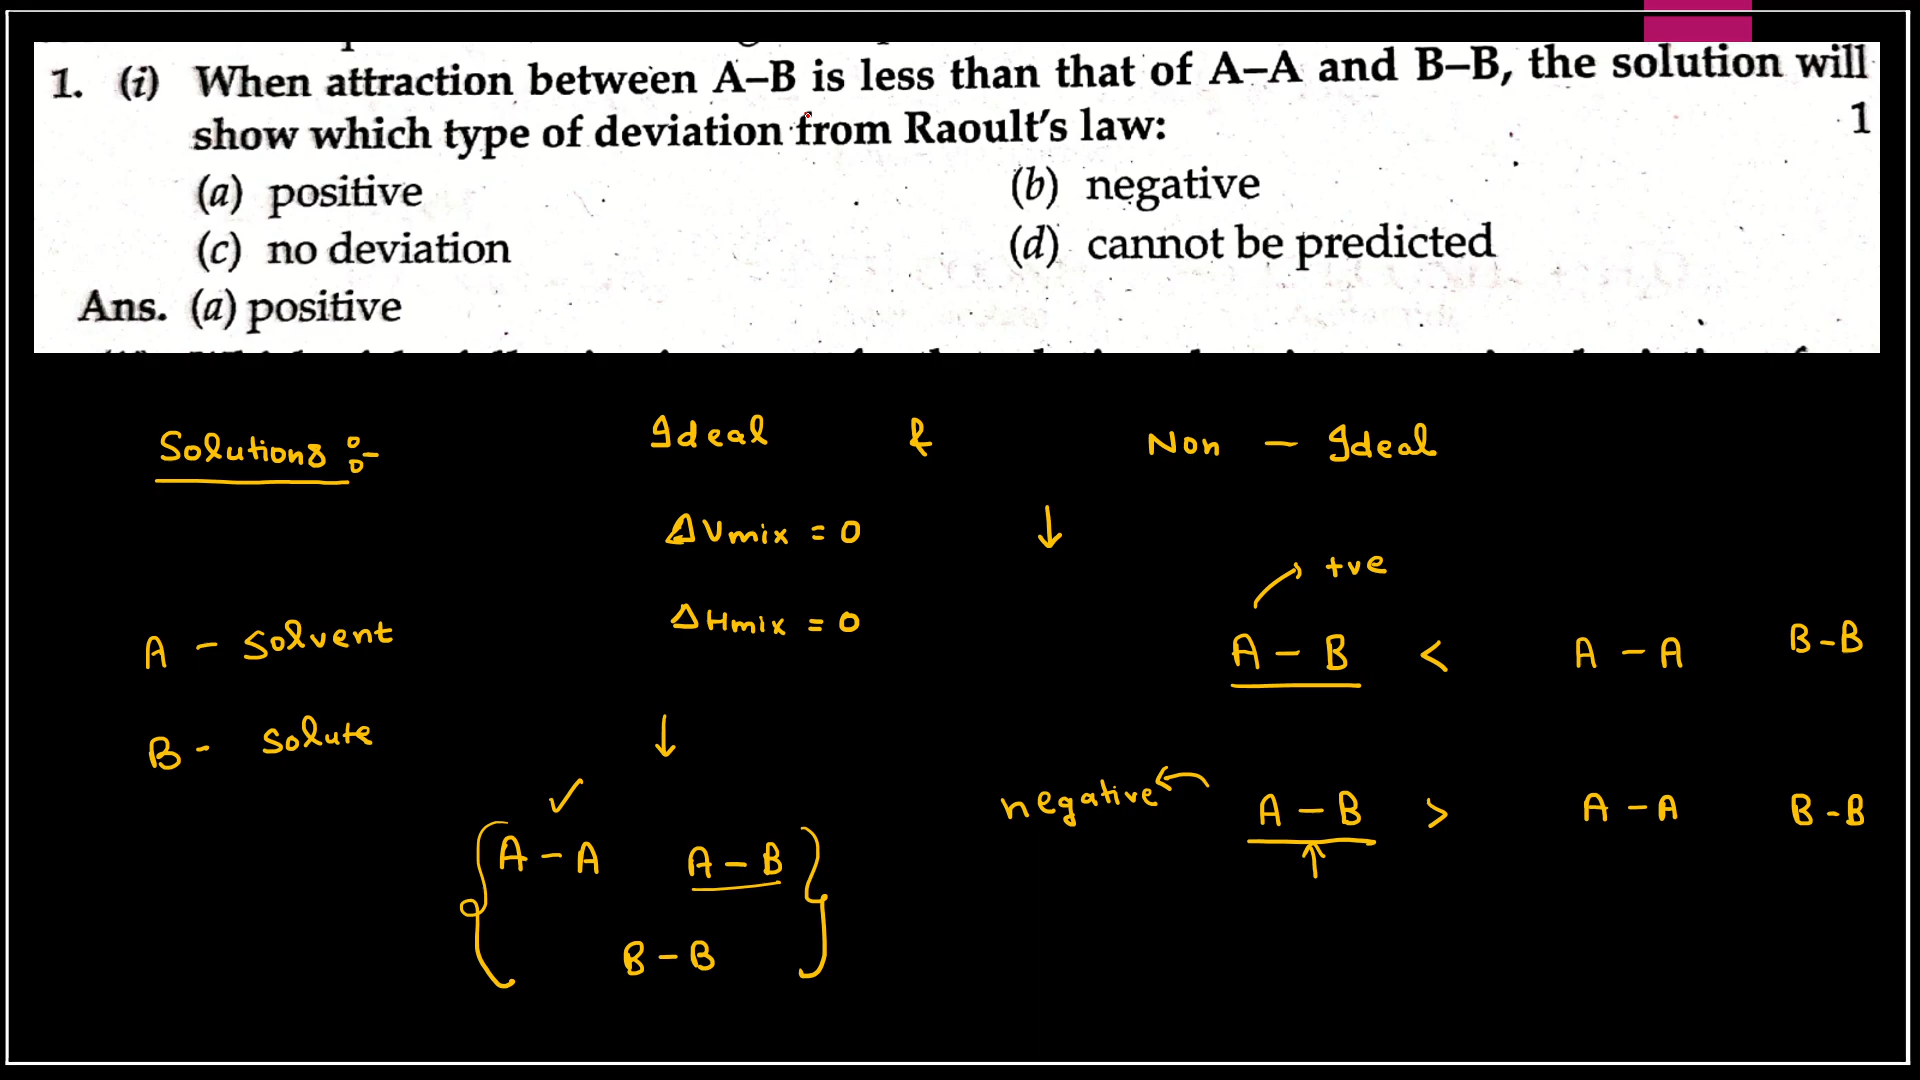 1. (i) When attraction between A–B is less than that of A–A and B–B, the solution will
show which type of deviation from Raoult's law: 1
(a) positive (b) negative
(c) no deviation (d) cannot be predicted
Ans. (a) positive
Solutions :- Ideal & Non - Ideal
ΔVmix = 0 ↓
→ +ve
ΔHmix = 0
A - Solvent A - B < A - A B-B
B - Solute ↓
✓ negative ← A - B > A - A B-B
{A - A A - B} ↑
B - B